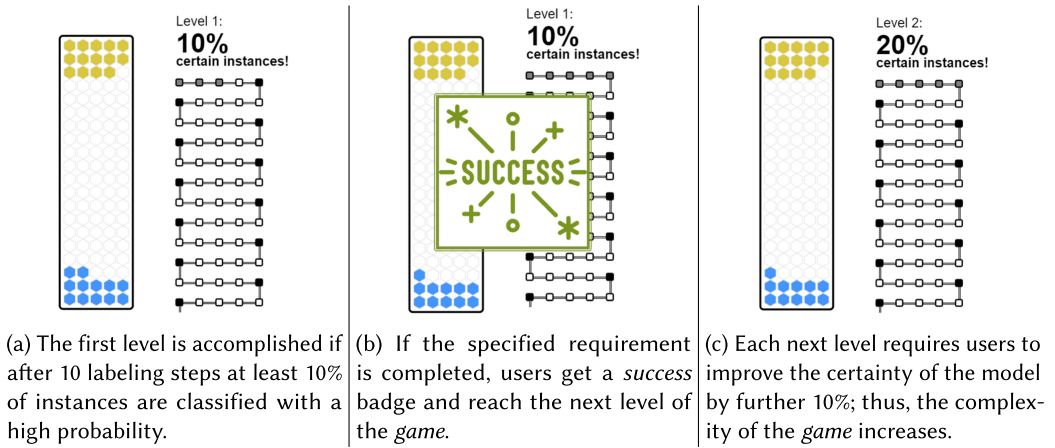 Level 1:
10%
certain instances!
(a) The first level is accomplished if
after 10 labeling steps at least 10%
of instances are classified with a
high probability.
Level 1:
10%
certain instances!
SUCCESS
(b) If the specified requirement
is completed, users get a success
badge and reach the next level of
the game.
Level 2:
20%
certain instances!
(c) Each next level requires users to
improve the certainty of the model
by further 10%; thus, the complex-
ity of the game increases.